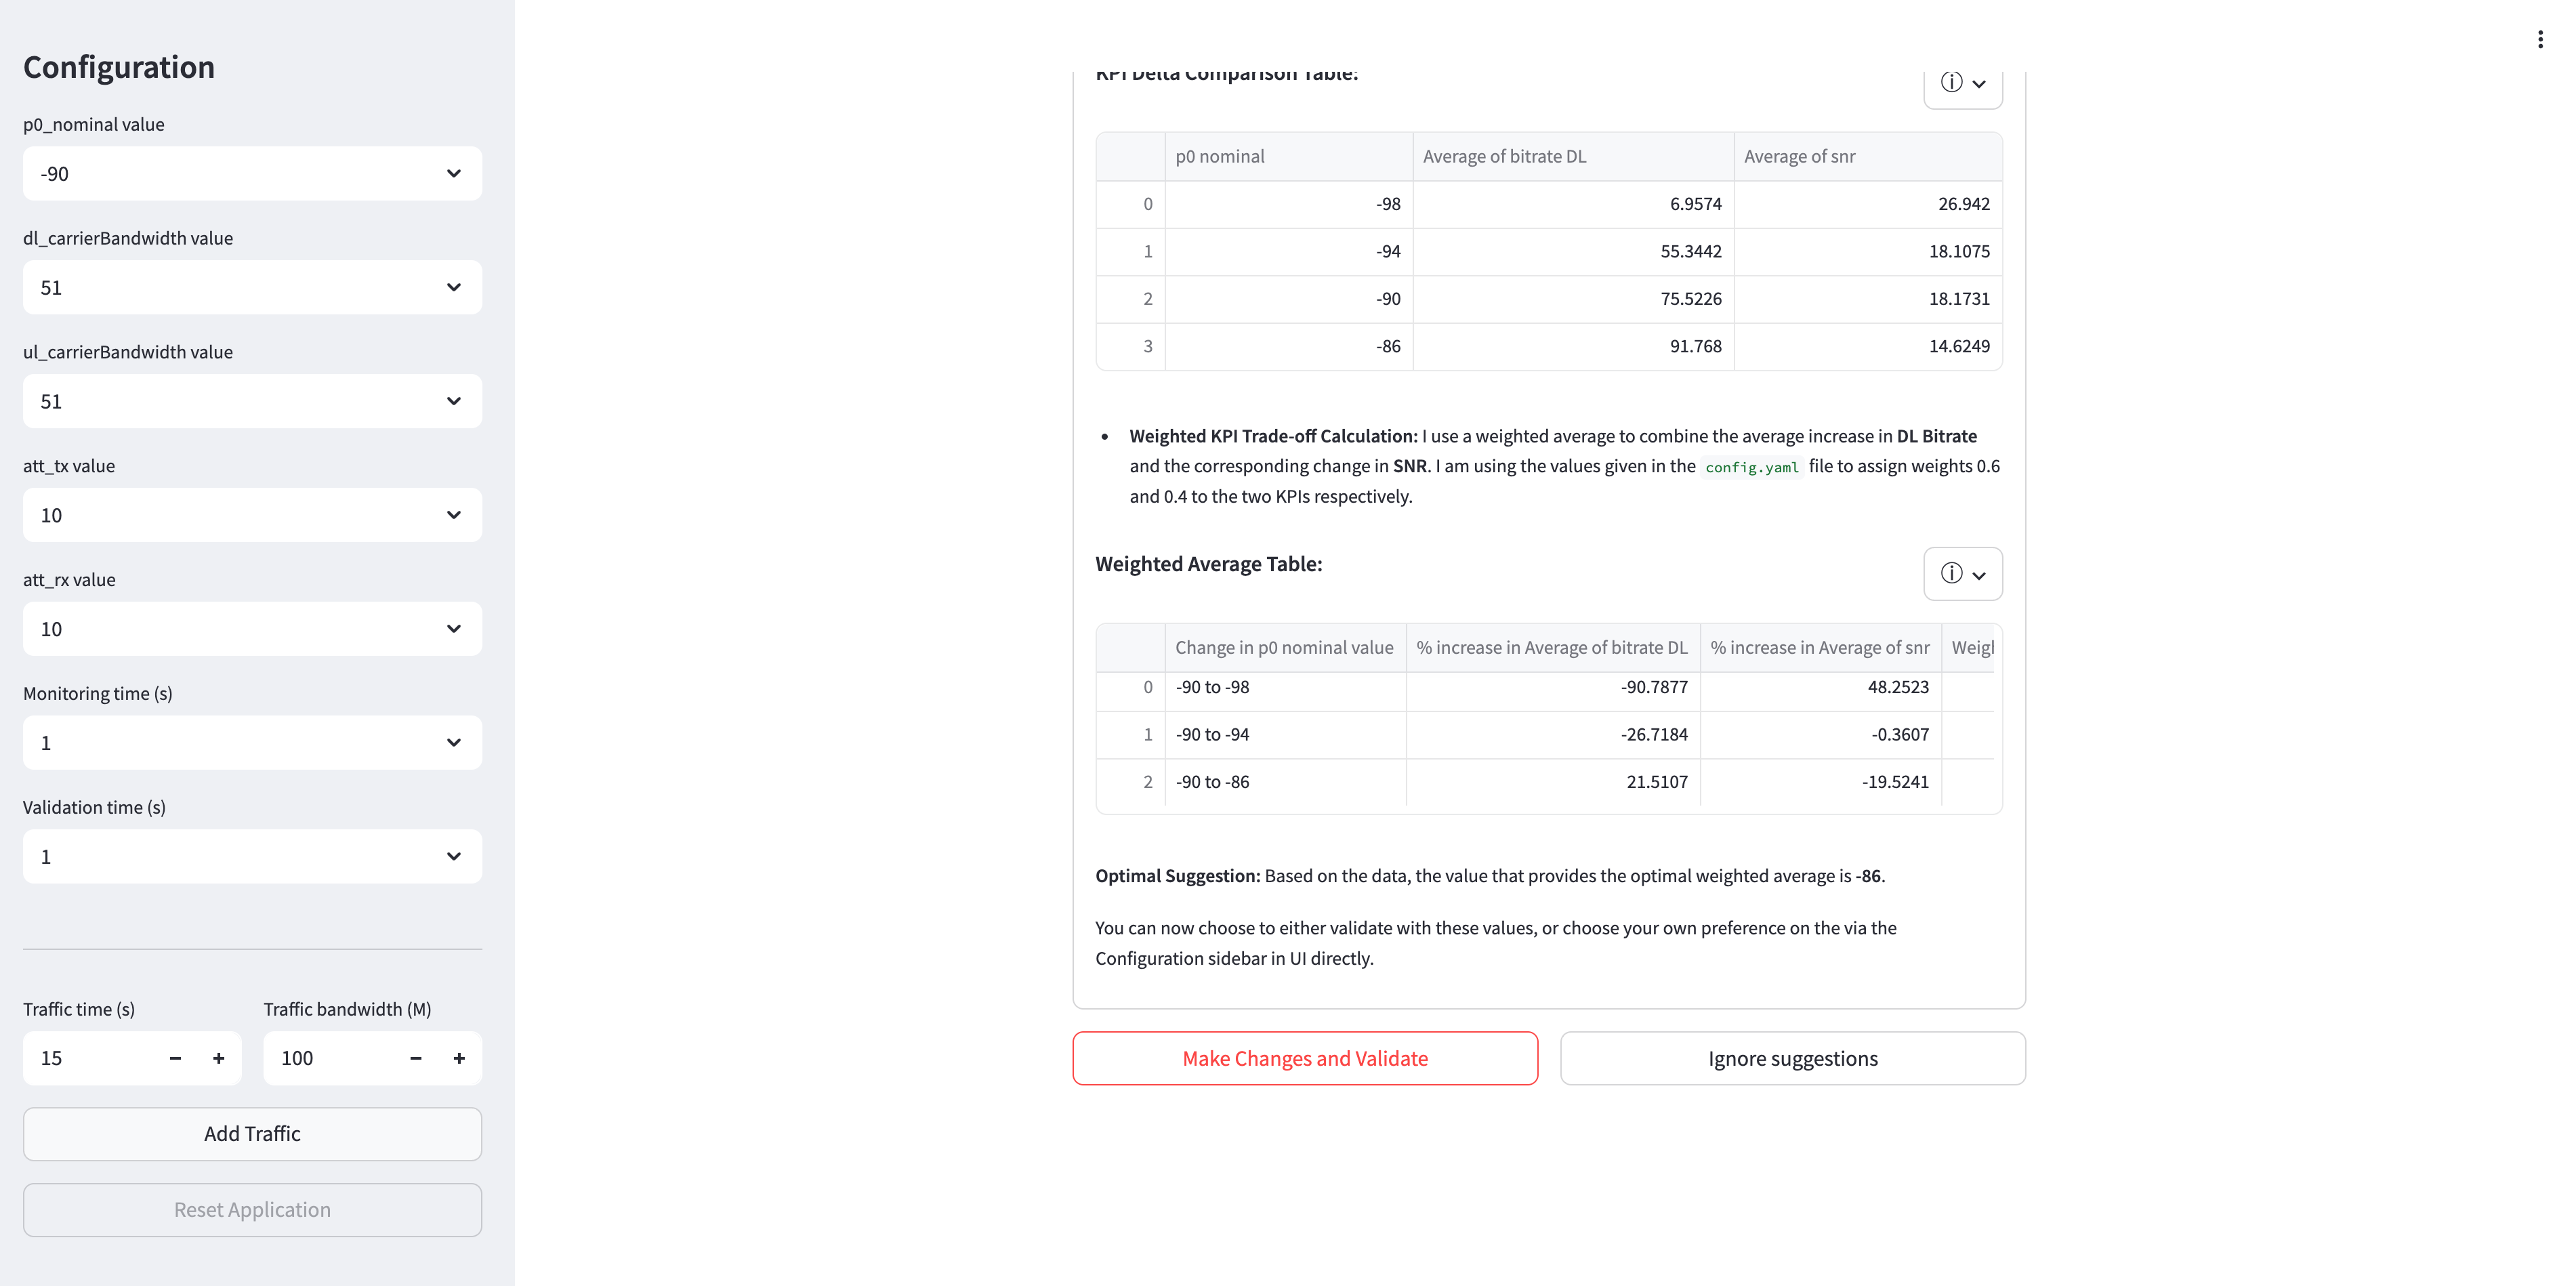 Configuration
p0_nominal value
-90
dl_carrierBandwidth value
51
ul_carrierBandwidth value
51
att_tx value
10
att_rx value
10
Monitoring time (s)
1
Validation time (s)
1
Traffic time (s) Traffic bandwidth (M)
15 − + 100 − +
Add Traffic
Reset Application
KPI Delta Comparison Table:
p0 nominal Average of bitrate DL Average of snr
0 -98 6.9574 26.942
1 -94 55.3442 18.1075
2 -90 75.5226 18.1731
3 -86 91.768 14.6249
• Weighted KPI Trade-off Calculation: I use a weighted average to combine the average increase in DL Bitrate
and the corresponding change in SNR. I am using the values given in the config.yaml file to assign weights 0.6
and 0.4 to the two KPIs respectively.
Weighted Average Table:
Change in p0 nominal value % increase in Average of bitrate DL % increase in Average of snr Weigh
0 -90 to -98 -90.7877 48.2523
1 -90 to -94 -26.7184 -0.3607
2 -90 to -86 21.5107 -19.5241
Optimal Suggestion: Based on the data, the value that provides the optimal weighted average is -86.
You can now choose to either validate with these values, or choose your own preference on the via the
Configuration sidebar in UI directly.
Make Changes and Validate Ignore suggestions